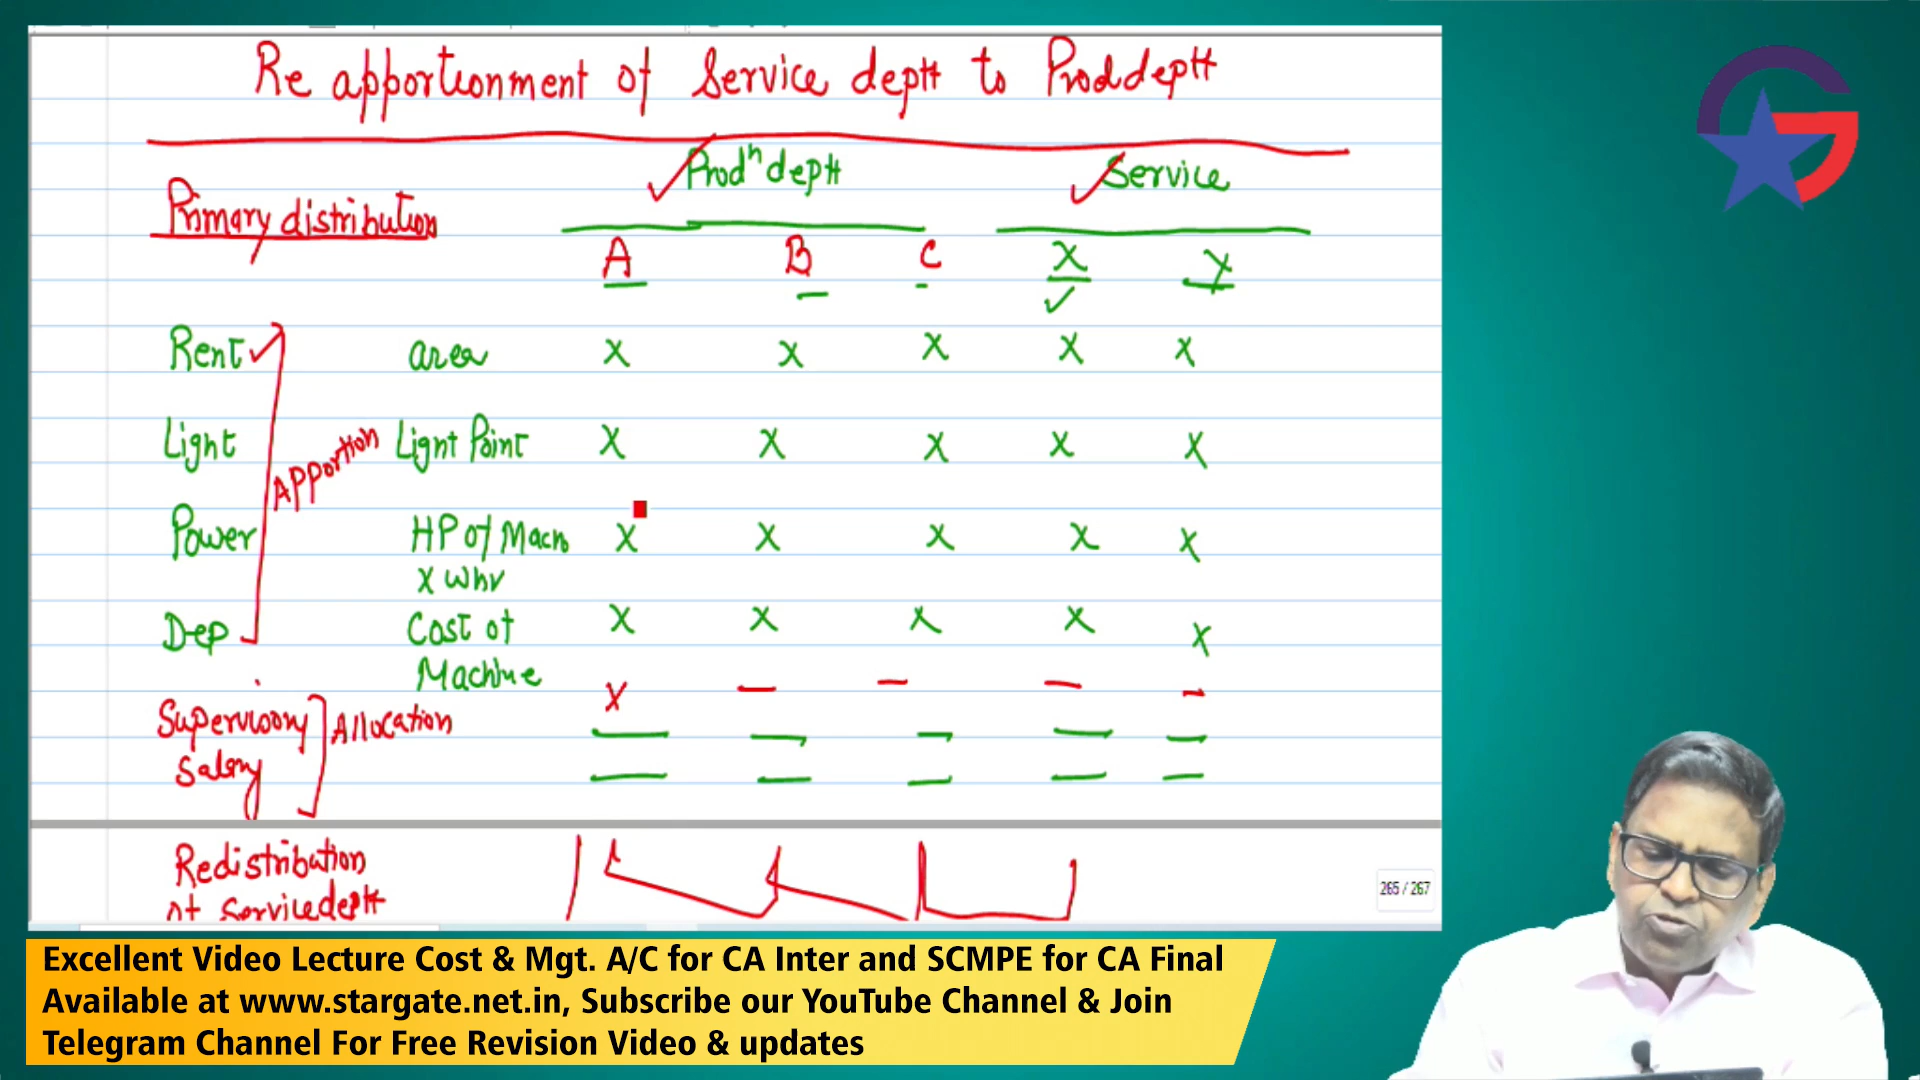 Re apportionment of Service deptt to Prod deptt
Prodn deptt Service
Primary distribution
A B C X Y
Rent area X X X X X
Light Light Point X X X X X
Apportion
Power HP of Mach X X X X X
X Whr
Dep Cost of X X X X X
Machine X - - - -
Supervisory Allocation
Salary
Redistribution
of Service deptt
265 / 267
Excellent Video Lecture Cost & Mgt. A/C for CA Inter and SCMPE for CA Final
Available at www.stargate.net.in, Subscribe our YouTube Channel & Join
Telegram Channel For Free Revision Video & updates